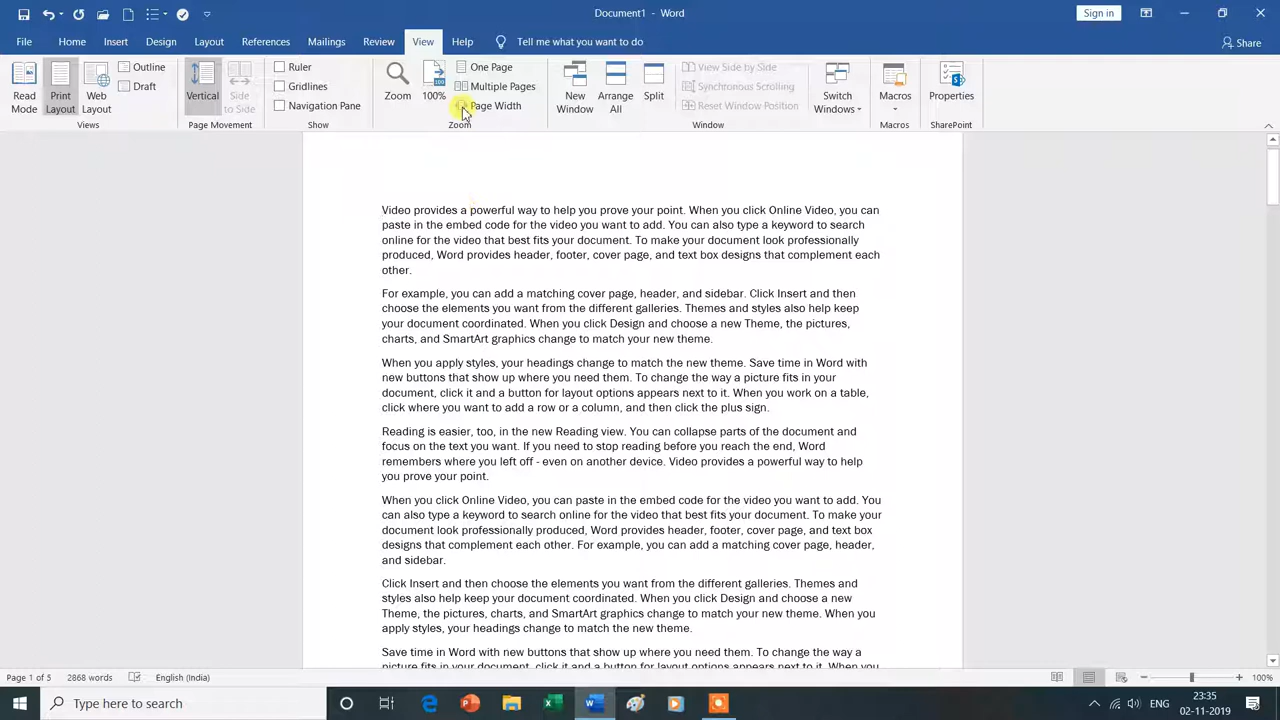 Document1 - Word
Sign in
File Home Insert Design Layout References Mailings Review View Help Tell me what you want to do Share
Read Mode
Print Layout
Web Layout
Outline
Draft
Views
Vertical
Side to Side
Page Movement
Ruler
Gridlines
Navigation Pane
Show
Zoom
100
100%
One Page
Multiple Pages
Page Width
Zoom
New Window
Arrange All
Split
View Side by Side
Synchronous Scrolling
Reset Window Position
Window
Switch Windows
Macros
Macros
Properties
SharePoint
Video provides a powerful way to help you prove your point. When you click Online Video, you can
paste in the embed code for the video you want to add. You can also type a keyword to search
online for the video that best fits your document. To make your document look professionally
produced, Word provides header, footer, cover page, and text box designs that complement each
other.
For example, you can add a matching cover page, header, and sidebar. Click Insert and then
choose the elements you want from the different galleries. Themes and styles also help keep
your document coordinated. When you click Design and choose a new Theme, the pictures,
charts, and SmartArt graphics change to match your new theme.
When you apply styles, your headings change to match the new theme. Save time in Word with
new buttons that show up where you need them. To change the way a picture fits in your
document, click it and a button for layout options appears next to it. When you work on a table,
click where you want to add a row or a column, and then click the plus sign.
Reading is easier, too, in the new Reading view. You can collapse parts of the document and
focus on the text you want. If you need to stop reading before you reach the end, Word
remembers where you left off - even on another device. Video provides a powerful way to help
you prove your point.
When you click Online Video, you can paste in the embed code for the video you want to add. You
can also type a keyword to search online for the video that best fits your document. To make your
document look professionally produced, Word provides header, footer, cover page, and text box
designs that complement each other. For example, you can add a matching cover page, header,
and sidebar.
Click Insert and then choose the elements you want from the different galleries. Themes and
styles also help keep your document coordinated. When you click Design and choose a new
Theme, the pictures, charts, and SmartArt graphics change to match your new theme. When you
apply styles, your headings change to match the new theme.
Save time in Word with new buttons that show up where you need them. To change the way a
picture fits in your document, click it and a button for layout options appears next to it. When you
Page 1 of 5 2868 words English (India) 100%
Type here to search
ENG
23:35
02-11-2019